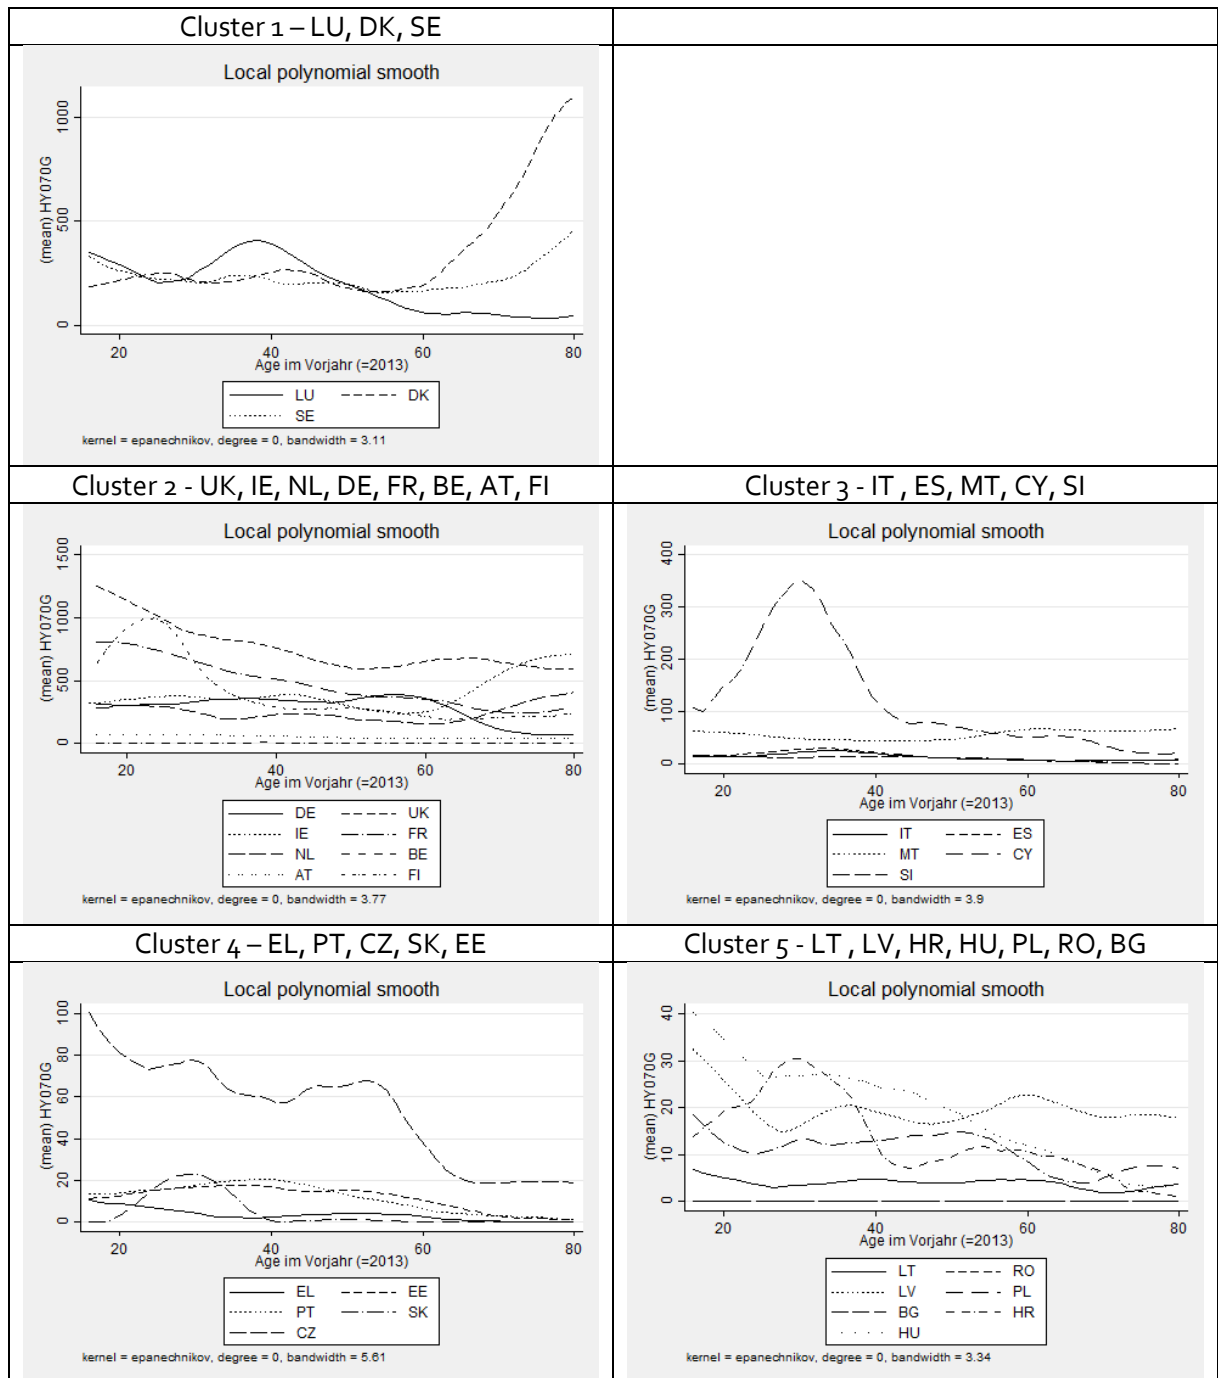 Cluster 1 – LU, DK, SE
Local polynomial smooth
(mean) HY070G
1000
500
0
20 40 60 80
Age im Vorjahr (=2013)
LU DK
SE
kernel = epanechnikov, degree = 0, bandwidth = 3.11
Cluster 2 - UK, IE, NL, DE, FR, BE, AT, FI
Local polynomial smooth
(mean) HY070G
1500
1000
500
0
20 40 60 80
Age im Vorjahr (=2013)
DE UK
IE FR
NL BE
AT FI
kernel = epanechnikov, degree = 0, bandwidth = 3.77
Cluster 3 - IT , ES, MT, CY, SI
Local polynomial smooth
(mean) HY070G
400
300
200
100
0
20 40 60 80
Age im Vorjahr (=2013)
IT ES
MT CY
SI
kernel = epanechnikov, degree = 0, bandwidth = 3.9
Cluster 4 – EL, PT, CZ, SK, EE
Local polynomial smooth
(mean) HY070G
100
80
60
40
20
0
20 40 60 80
Age im Vorjahr (=2013)
EL EE
PT SK
CZ
kernel = epanechnikov, degree = 0, bandwidth = 5.61
Cluster 5 - LT , LV, HR, HU, PL, RO, BG
Local polynomial smooth
(mean) HY070G
40
30
20
10
0
20 40 60 80
Age im Vorjahr (=2013)
LT RO
LV PL
BG HR
HU
kernel = epanechnikov, degree = 0, bandwidth = 3.34